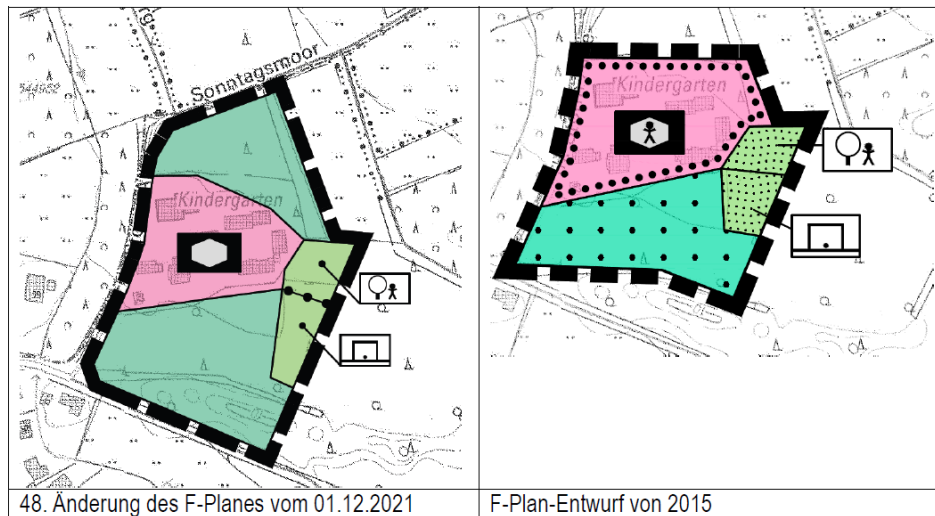 Sonntagsmoor
Kindergarten
Kindergarten
48. Änderung des F-Planes vom 01.12.2021
F-Plan-Entwurf von 2015